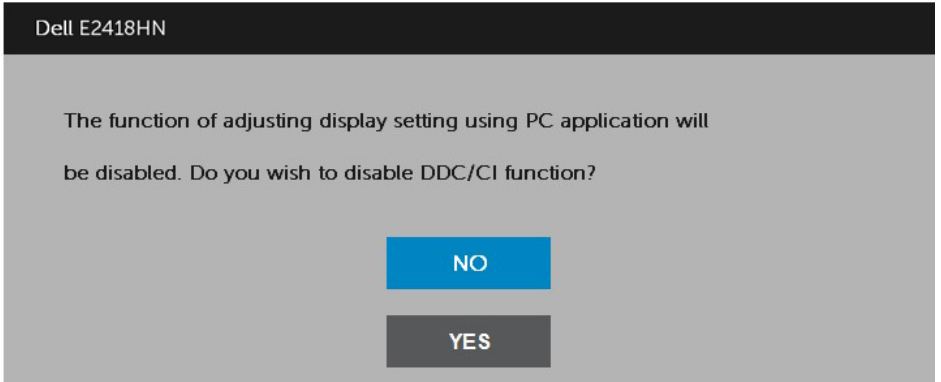 Dell E2418HN
The function of adjusting display setting using PC application will
be disabled. Do you wish to disable DDC/CI function?
NO
YES